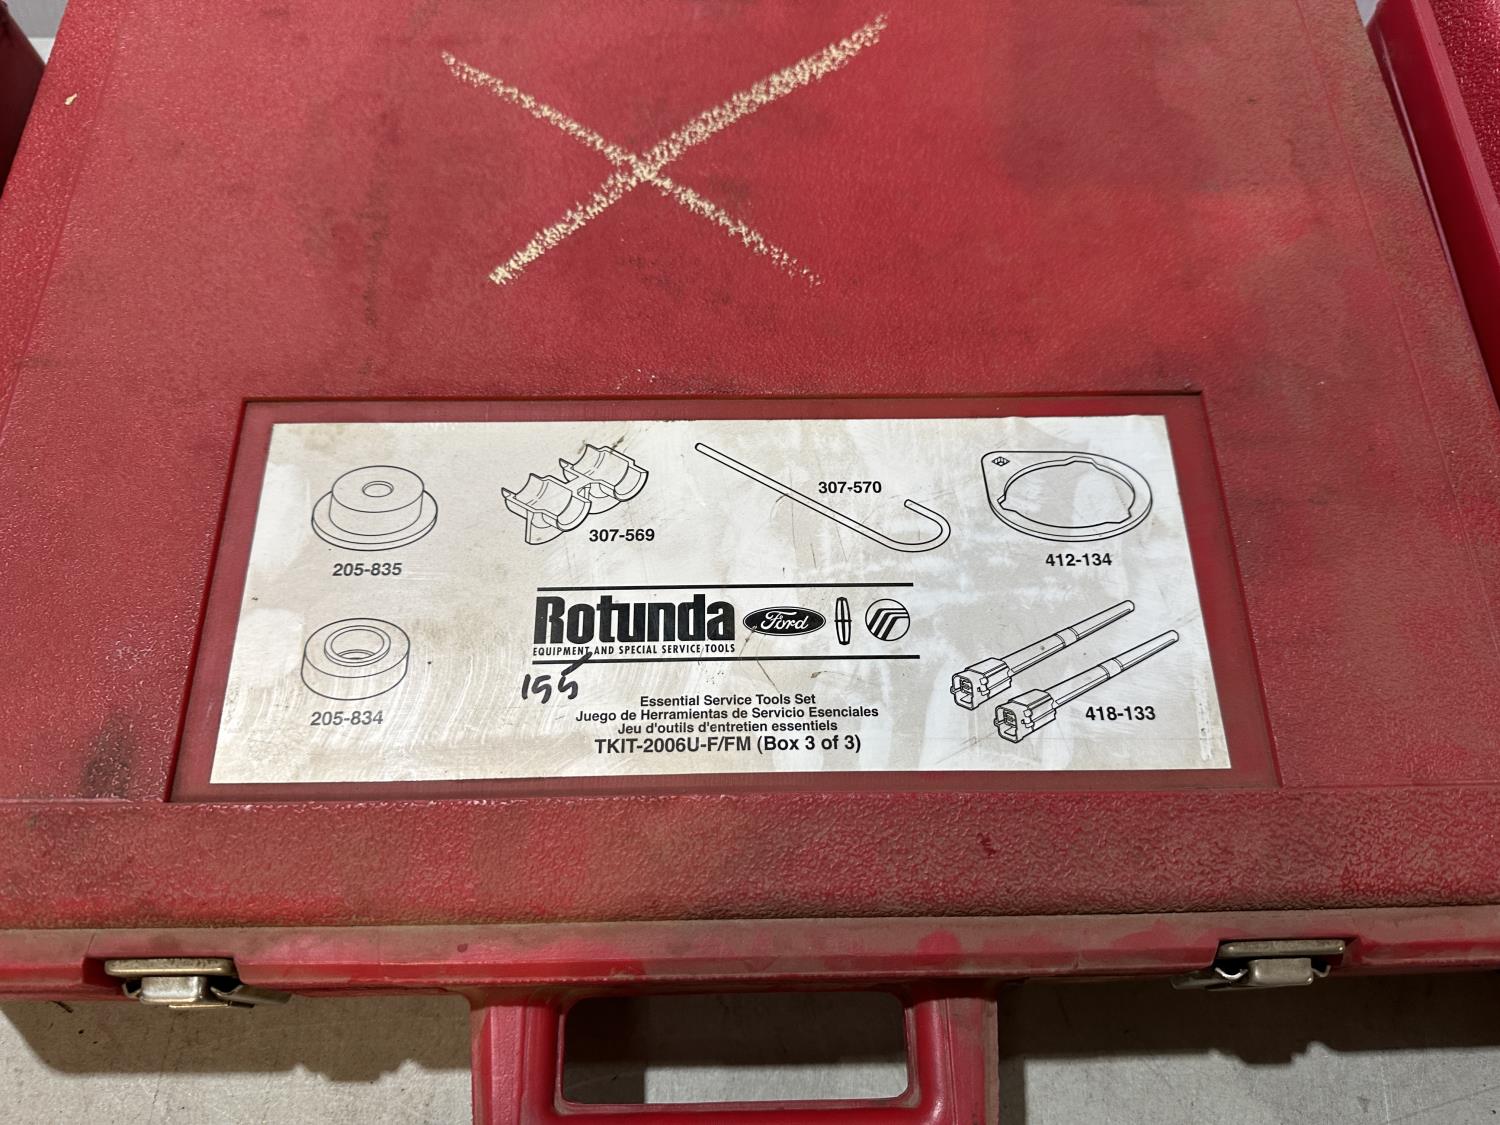 307-570
307-569
412-134
205-835
Rotunda
Ford
EQUIPMENT AND SPECIAL SERVICE TOOLS
155
205-834
418-133
Essential Service Tools Set
Juego de Herramientas de Servicio Esenciales
Jeu d'outils d'entretien essentiels
TKIT-2006U-F/FM (Box 3 of 3)